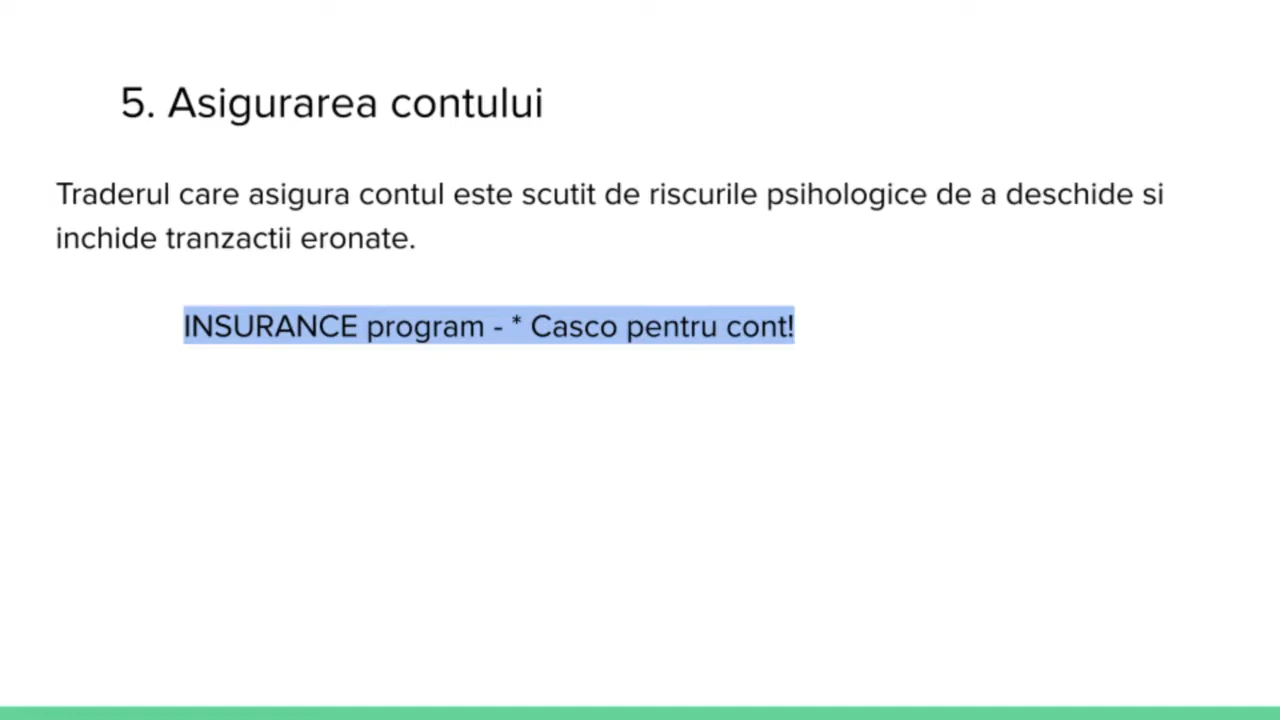 5. Asigurarea contului
Traderul care asigura contul este scutit de riscurile psihologice de a deschide si
inchide tranzactii eronate.
INSURANCE program - * Casco pentru cont!